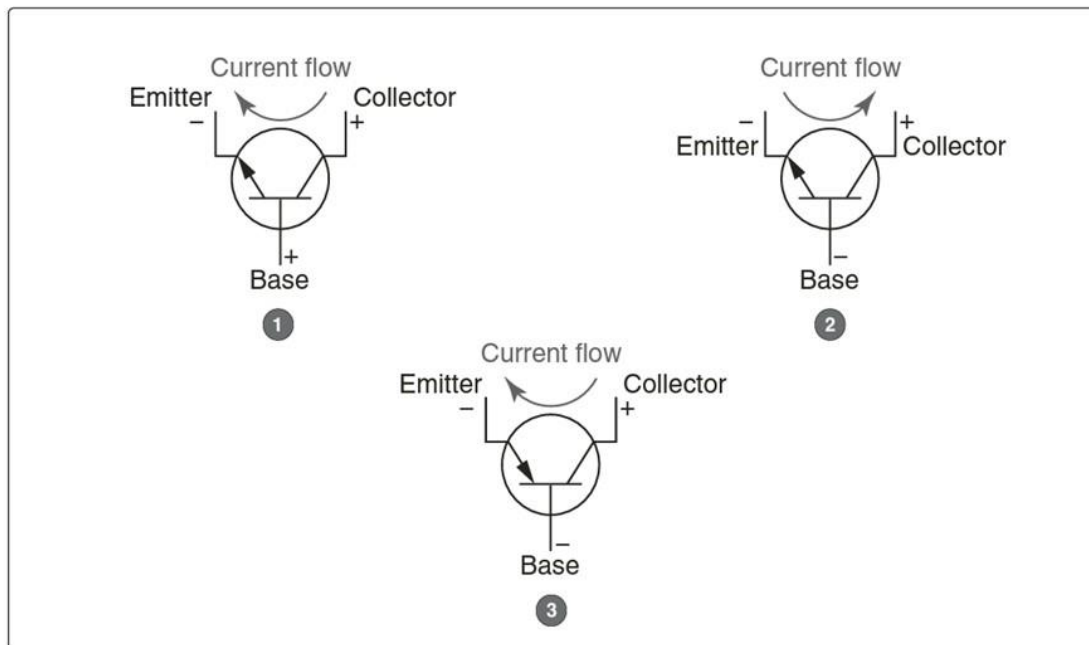 Current flow
Emitter Collector
− +
+
Base
1
Current flow
− +
Emitter Collector
−
Base
2
Current flow
Emitter Collector
− +
−
Base
3